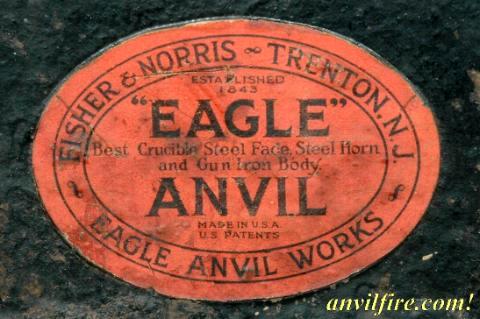 FISHER & NORRIS ~ TRENTON. N. J.
ESTABLISHED
1843
"EAGLE"
Best Crucible Steel Face, Steel Horn
and Gun Iron Body.
ANVIL
MADE IN U.S.A.
U.S. PATENTS
~ EAGLE ANVIL WORKS ~
anvilfire.com!